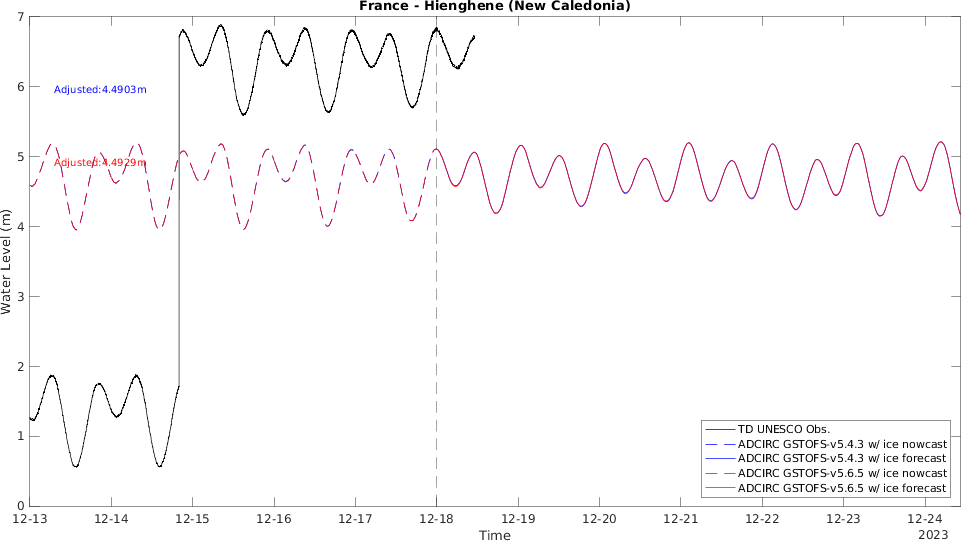 France - Hienghene (New Caledonia)
7
6
5
4
3
2
1
0
Water Level (m)
Adjusted:4.4903m
Adjusted:4.4929m
TD UNESCO Obs.
ADCIRC GSTOFS-v5.4.3 w/ ice nowcast
ADCIRC GSTOFS-v5.4.3 w/ ice forecast
ADCIRC GSTOFS-v5.6.5 w/ ice nowcast
ADCIRC GSTOFS-v5.6.5 w/ ice forecast
12-13 12-14 12-15 12-16 12-17 12-18 12-19 12-20 12-21 12-22 12-23 12-24
Time
2023